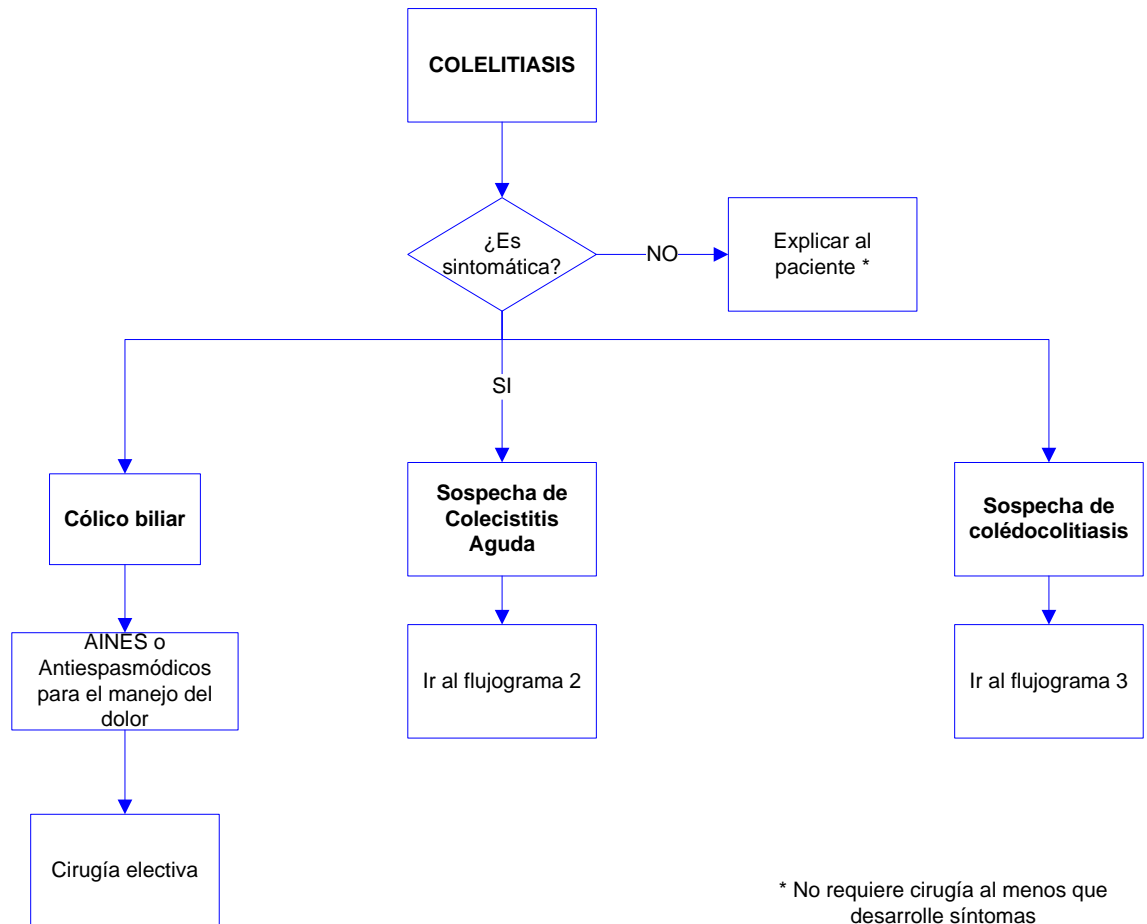 COLELITIASIS
¿Es
sintomática?
NO
Explicar al
paciente *
SI
Cólico biliar
Sospecha de
Colecistitis
Aguda
Sospecha de
colédocolitiasis
AINES o
Antiespasmódicos
para el manejo del
dolor
Ir al flujograma 2
Ir al flujograma 3
Cirugía electiva
* No requiere cirugía al menos que
desarrolle síntomas